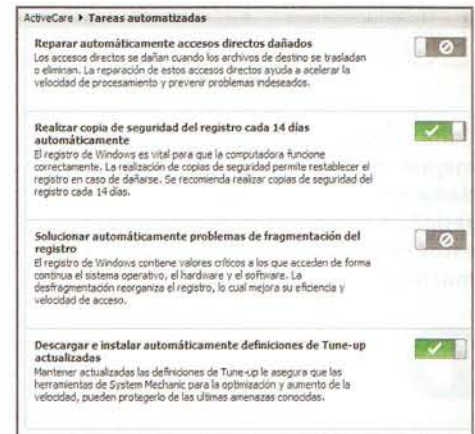 ActiveCare ▸ Tareas automatizadas
Reparar automáticamente accesos directos dañados
Los accesos directos se dañan cuando los archivos de destino se trasladan
o eliminan. La reparación de estos accesos directos ayuda a acelerar la
velocidad de procesamiento y prevenir problemas indeseados.
Realizar copia de seguridad del registro cada 14 días
automáticamente
El registro de Windows es vital para que la computadora funcione
correctamente. La realización de copias de seguridad permite restablecer el
registro en caso de dañarse. Se recomienda realizar copias de seguridad del
registro cada 14 días.
Solucionar automáticamente problemas de fragmentación del
registro
El registro de Windows contiene valores críticos a los que acceden de forma
continua el sistema operativo, el hardware y el software. La
desfragmentación reorganiza el registro, lo cual mejora su eficiencia y
velocidad de acceso.
Descargar e instalar automáticamente definiciones de Tune-up
actualizadas
Mantener actualizadas las definiciones de Tune-up le asegura que las
herramientas de System Mechanic para la optimización y aumento de la
velocidad, pueden protegerlo de las últimas amenazas conocidas.